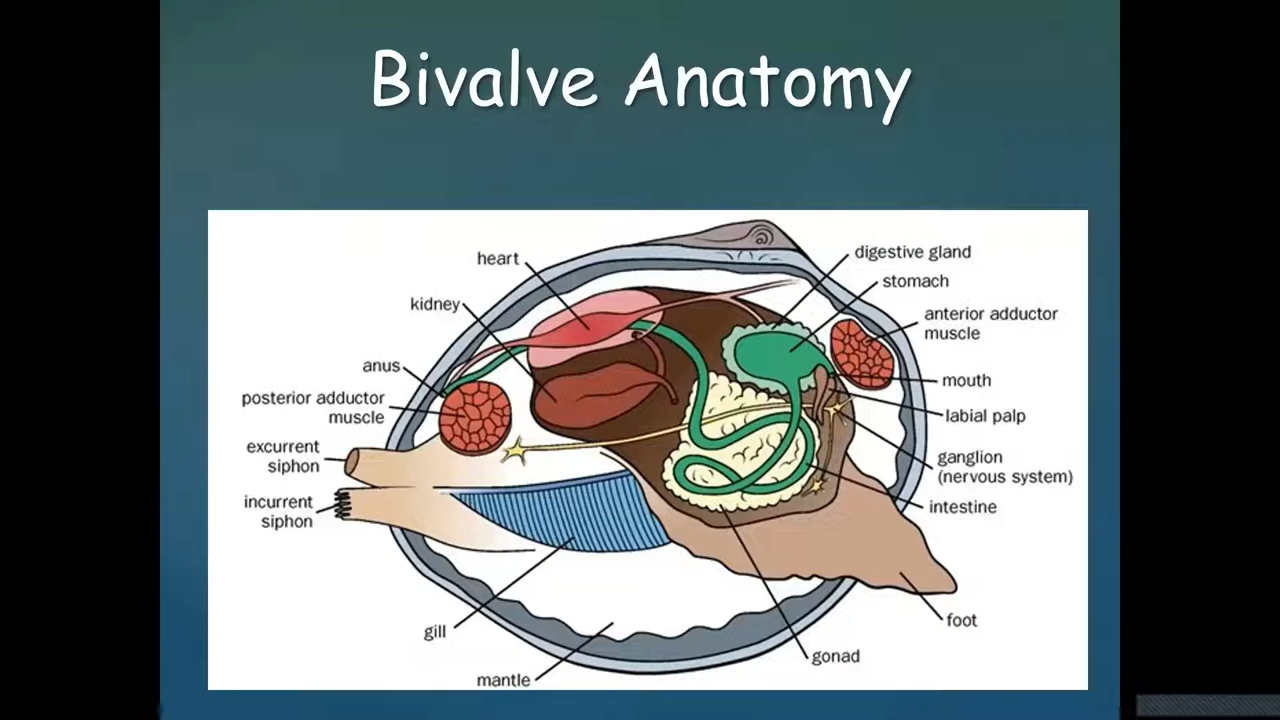 Bivalve Anatomy
heart
kidney
anus
posterior adductor
muscle
excurrent
siphon
incurrent
siphon
gill
mantle
digestive gland
stomach
anterior adductor
muscle
mouth
labial palp
ganglion
(nervous system)
intestine
foot
gonad